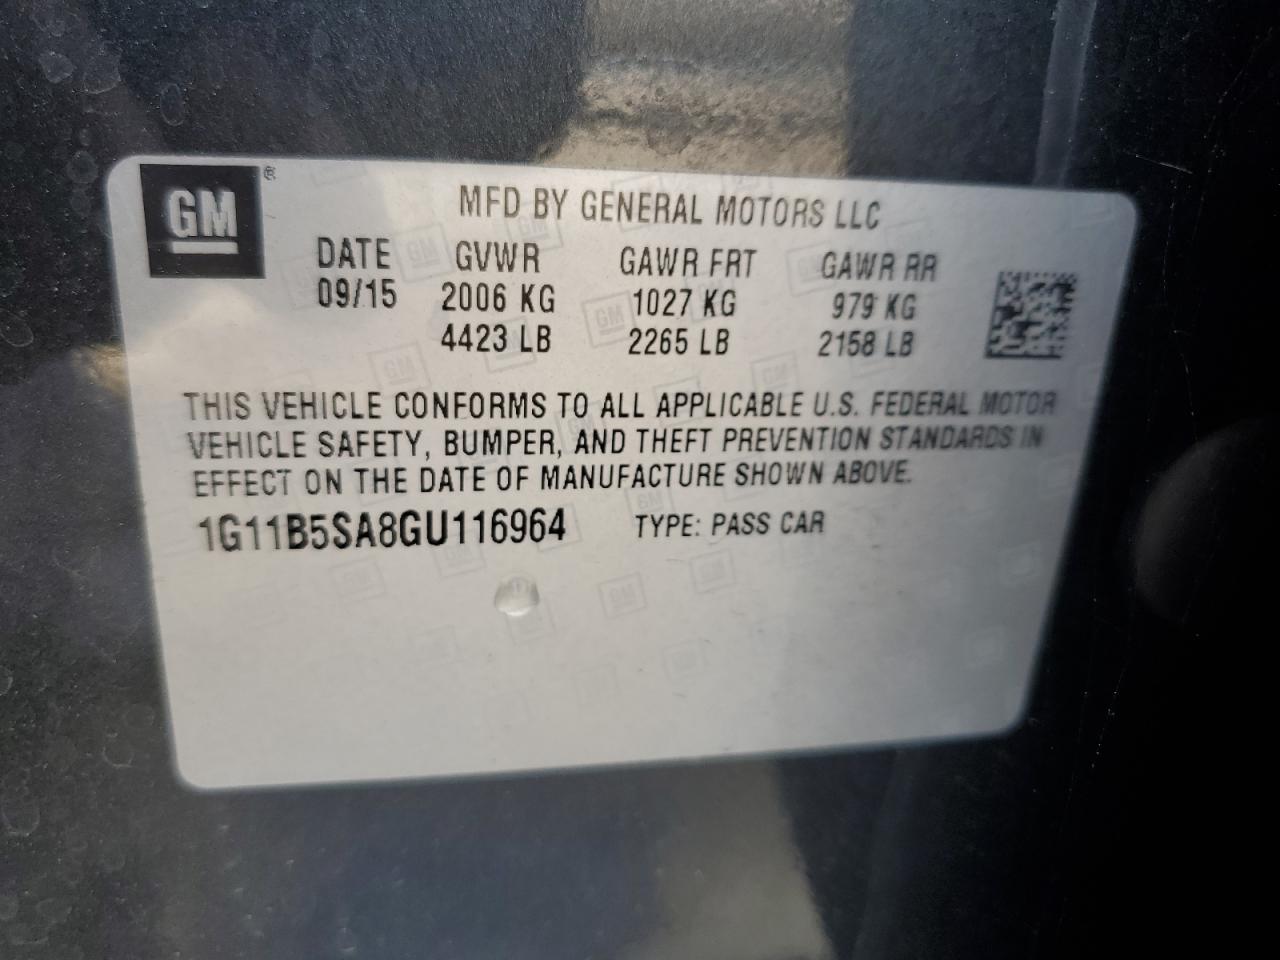 GM ®
MFD BY GENERAL MOTORS LLC
DATE GVWR GAWR FRT GAWR RR
09/15 2006 KG 1027 KG 979 KG
4423 LB 2265 LB 2158 LB
THIS VEHICLE CONFORMS TO ALL APPLICABLE U.S. FEDERAL MOTOR
VEHICLE SAFETY, BUMPER, AND THEFT PREVENTION STANDARDS IN
EFFECT ON THE DATE OF MANUFACTURE SHOWN ABOVE.
1G11B5SA8GU116964 TYPE: PASS CAR